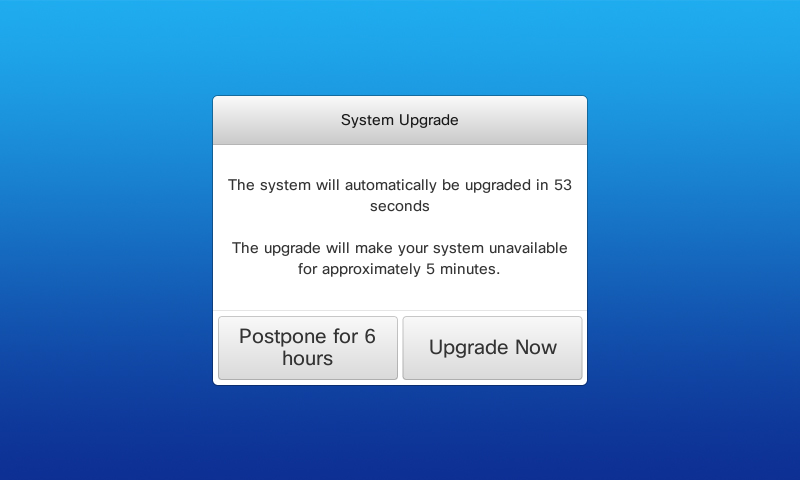 System Upgrade
The system will automatically be upgraded in 53
seconds
The upgrade will make your system unavailable
for approximately 5 minutes.
Postpone for 6
hours
Upgrade Now